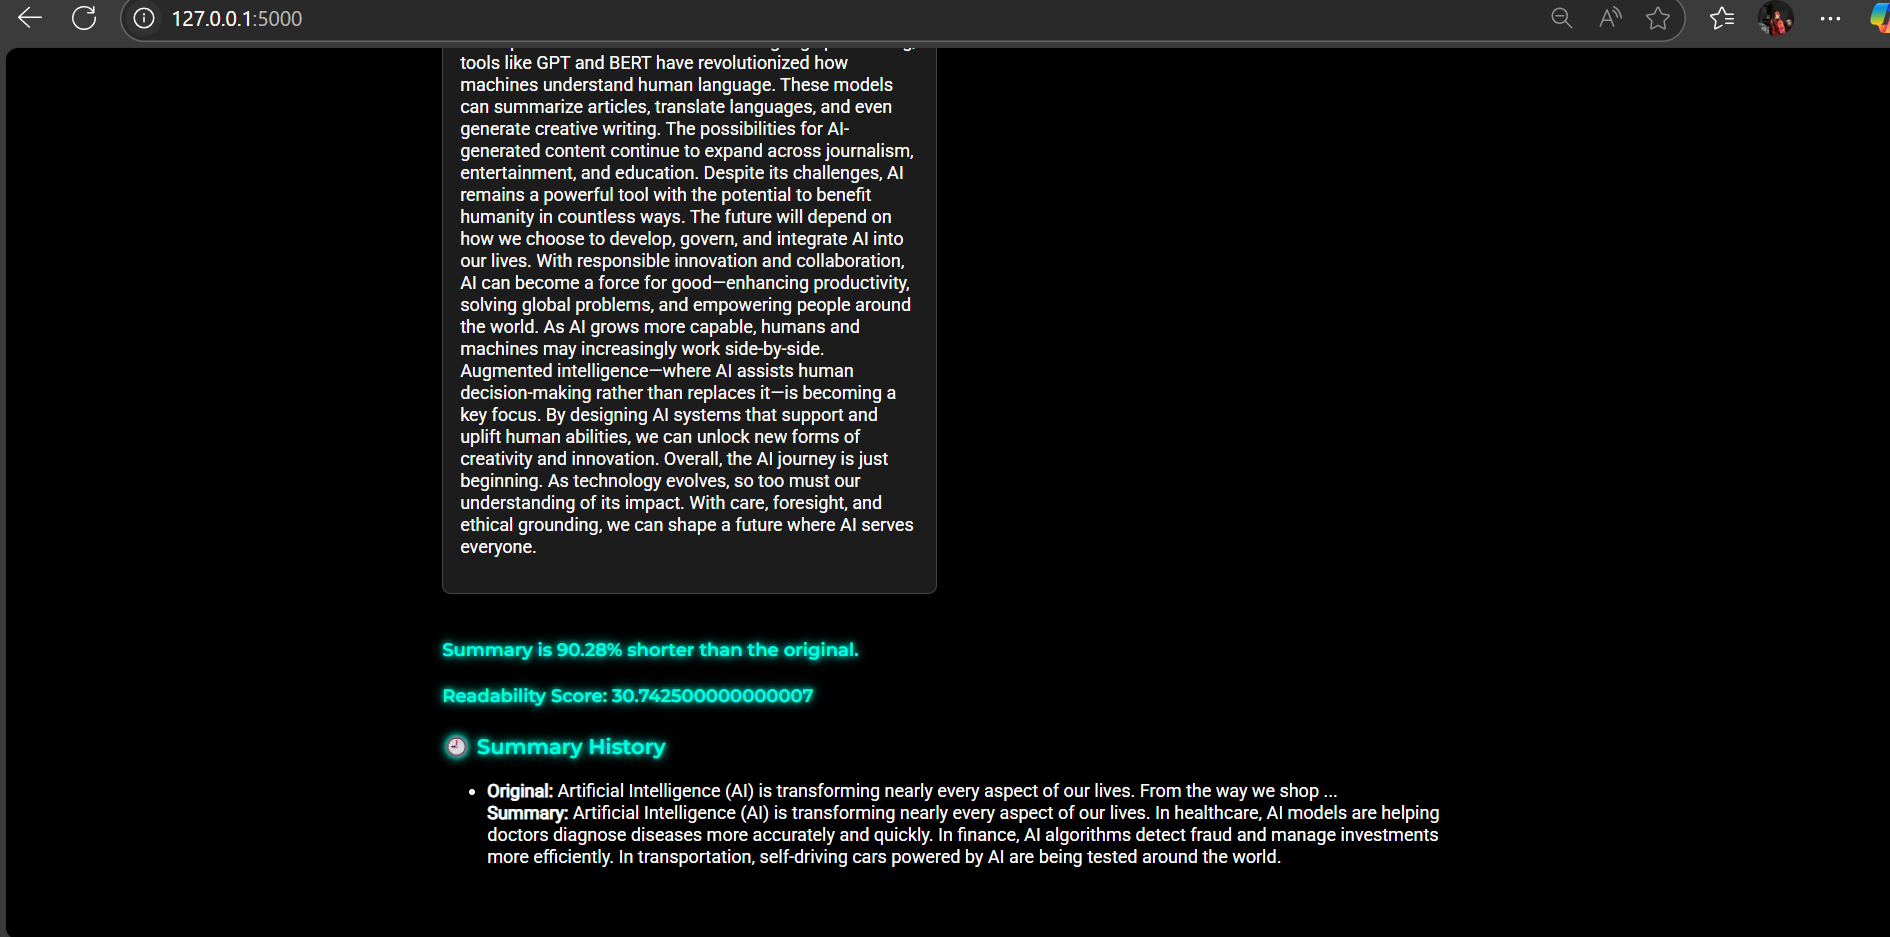 127.0.0.1:5000
tools like GPT and BERT have revolutionized how
machines understand human language. These models
can summarize articles, translate languages, and even
generate creative writing. The possibilities for AI-
generated content continue to expand across journalism,
entertainment, and education. Despite its challenges, AI
remains a powerful tool with the potential to benefit
humanity in countless ways. The future will depend on
how we choose to develop, govern, and integrate AI into
our lives. With responsible innovation and collaboration,
AI can become a force for good—enhancing productivity,
solving global problems, and empowering people around
the world. As AI grows more capable, humans and
machines may increasingly work side-by-side.
Augmented intelligence—where AI assists human
decision-making rather than replaces it—is becoming a
key focus. By designing AI systems that support and
uplift human abilities, we can unlock new forms of
creativity and innovation. Overall, the AI journey is just
beginning. As technology evolves, so too must our
understanding of its impact. With care, foresight, and
ethical grounding, we can shape a future where AI serves
everyone.
Summary is 90.28% shorter than the original.
Readability Score: 30.742500000000007
Summary History
• Original: Artificial Intelligence (AI) is transforming nearly every aspect of our lives. From the way we shop ...
Summary: Artificial Intelligence (AI) is transforming nearly every aspect of our lives. In healthcare, AI models are helping
doctors diagnose diseases more accurately and quickly. In finance, AI algorithms detect fraud and manage investments
more efficiently. In transportation, self-driving cars powered by AI are being tested around the world.